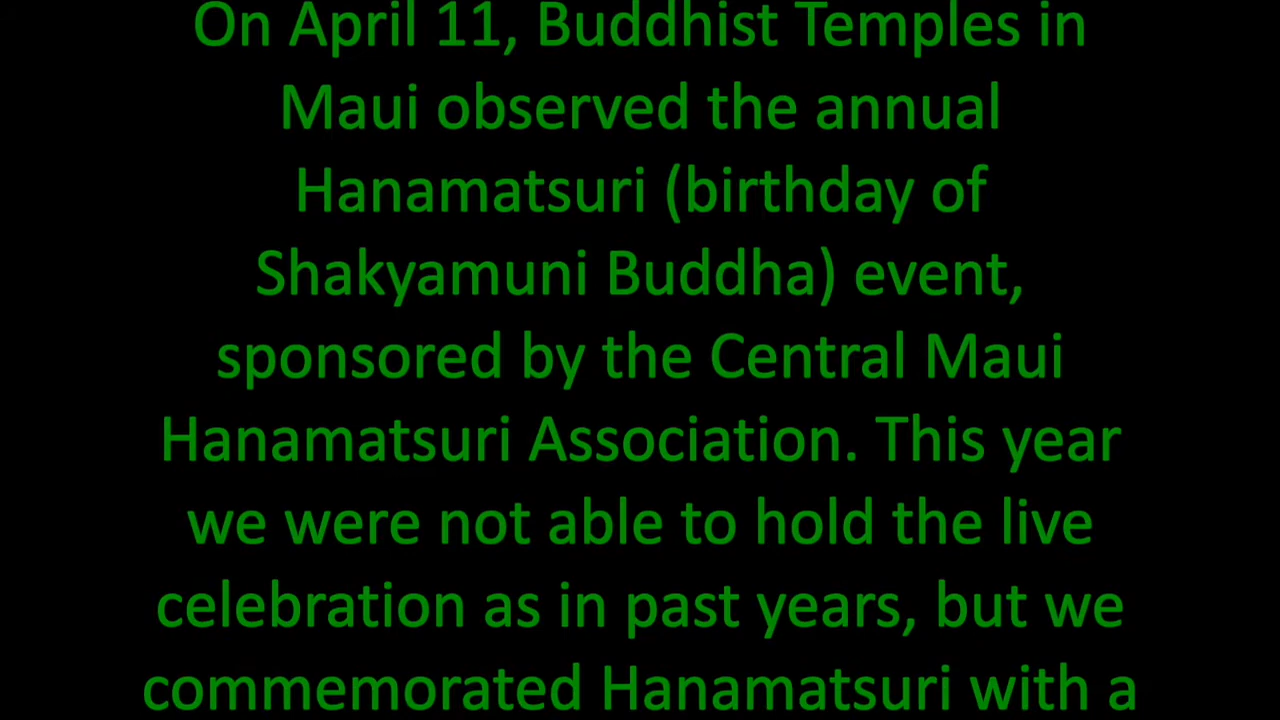 On April 11, Buddhist Temples in
Maui observed the annual
Hanamatsuri (birthday of
Shakyamuni Buddha) event,
sponsored by the Central Maui
Hanamatsuri Association. This year
we were not able to hold the live
celebration as in past years, but we
commemorated Hanamatsuri with a